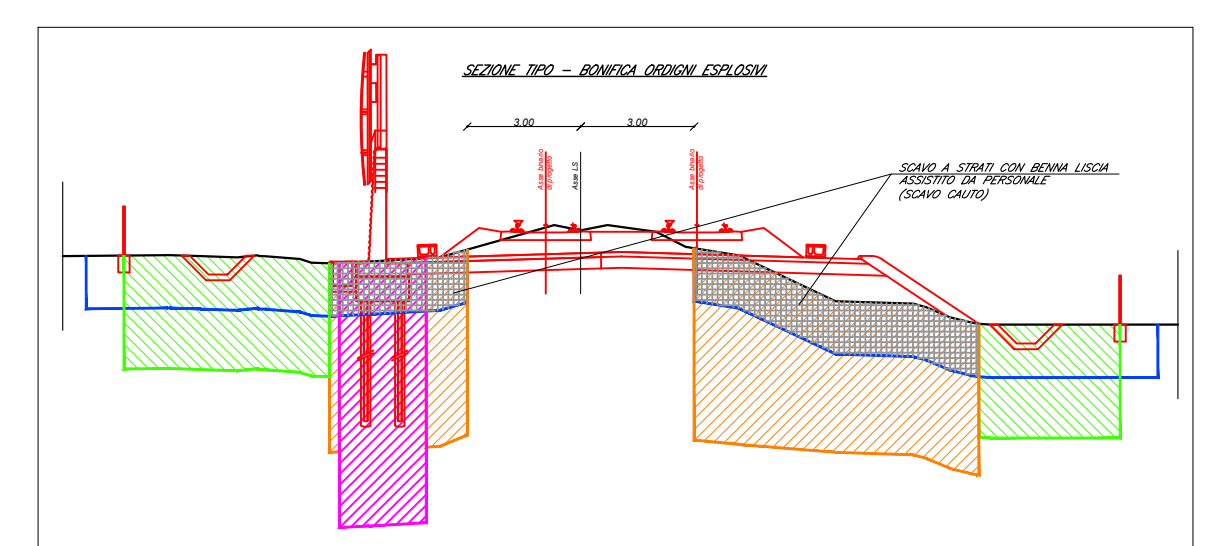 SEZIONE TIPO – BONIFICA ORDIGNI ESPLOSIVI
3.00
3.00
Asse binario
di progetto
Asse LS
Asse binario
di progetto
SCAVO A STRATI CON BENNA LISCIA
ASSISTITO DA PERSONALE
(SCAVO CAUTO)